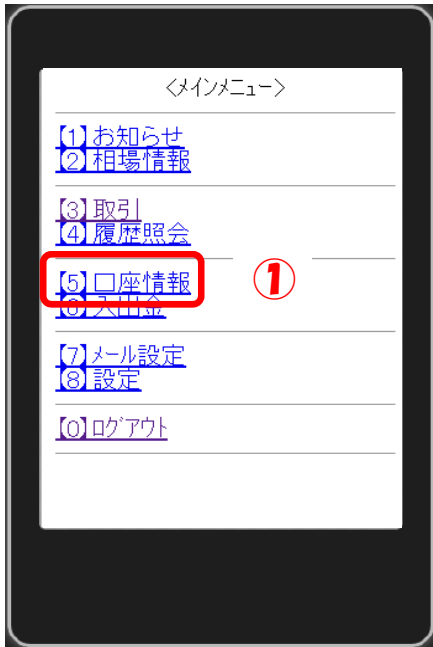 <メインメニュー>
【1】お知らせ
【2】相場情報
【3】取引
【4】履歴照会
【5】口座情報
①
【6】入出金
【7】メール設定
【8】設定
【0】ログアウト